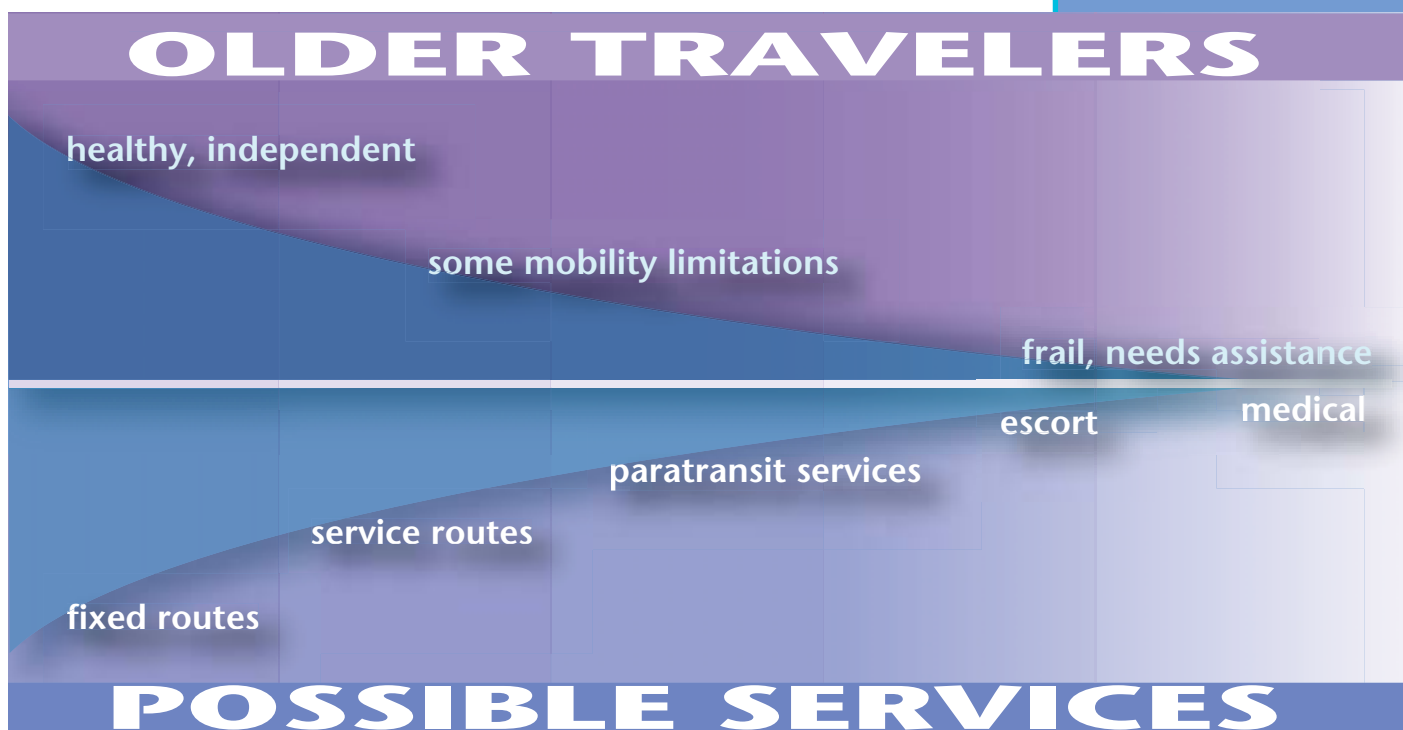 OLDER TRAVELERS
healthy, independent
some mobility limitations
frail, needs assistance
medical
escort
paratransit services
service routes
fixed routes
POSSIBLE SERVICES